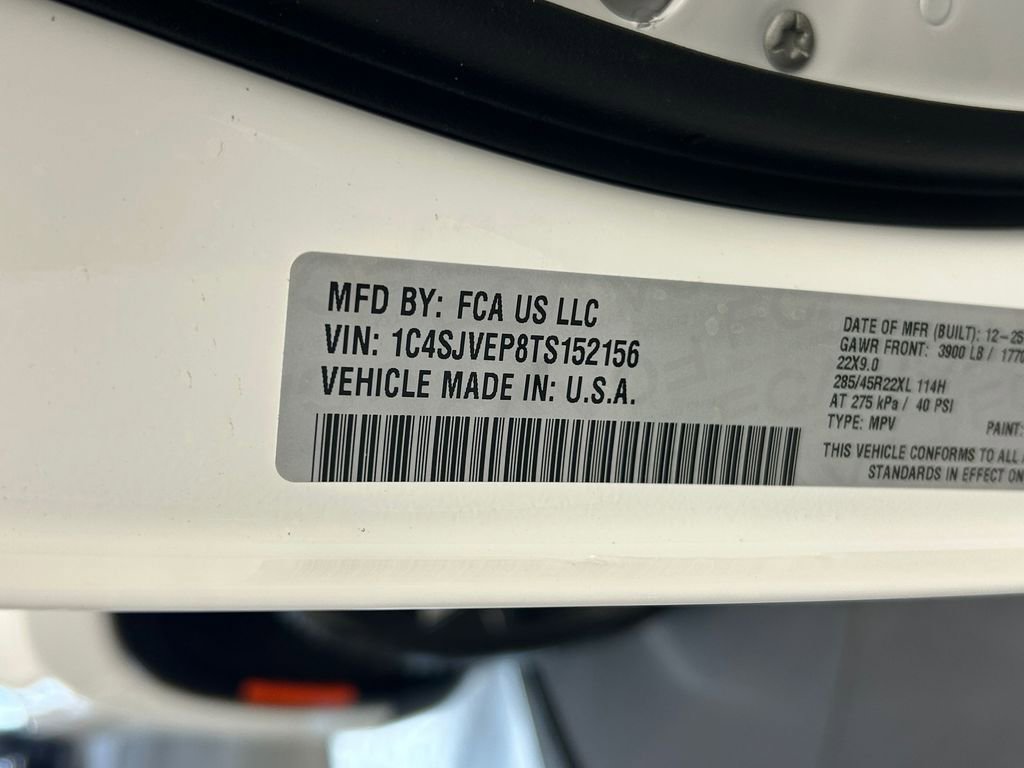 MFD BY: FCA US LLC
VIN: 1C4SJVEP8TS152156
VEHICLE MADE IN: U.S.A.
DATE OF MFR (BUILT): 12-25
GAWR FRONT: 3900 LB / 1770
22X9.0
285/45R22XL 114H
AT 275 kPa / 40 PSI
TYPE: MPV PAINT:
THIS VEHICLE CONFORMS TO ALL
STANDARDS IN EFFECT ON